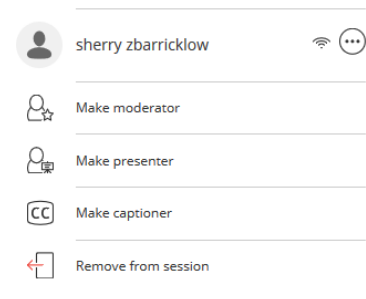 sherry zbarricklow
Make moderator
Make presenter
CC Make captioner
Remove from session